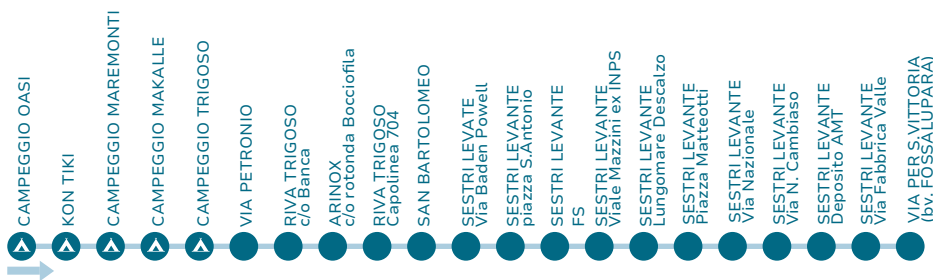 CAMPEGGIO OASI
KON TIKI
CAMPEGGIO MAREMONTI
CAMPEGGIO MAKALLE
CAMPEGGIO TRIGOSO
VIA PETRONIO
RIVA TRIGOSO
c/o Banca
ARINOX
c/o rotonda Bocciofila
RIVA TRIGOSO
Capolinea 704
SAN BARTOLOMEO
SESTRI LEVATE
Via Baden Powell
SESTRI LEVANTE
piazza S.Antonio
SESTRI LEVANTE
FS
SESTRI LEVANTE
Viale Mazzini ex INPS
SESTRI LEVANTE
Lungomare Descalzo
SESTRI LEVANTE
Piazza Matteotti
SESTRI LEVANTE
Via Nazionale
SESTRI LEVANTE
Via N. Cambiaso
SESTRI LEVANTE
Deposito AMT
SESTRI LEVANTE
Via Fabbrica Valle
VIA PER S. VITTORIA
(bv. FOSSALUPARA)